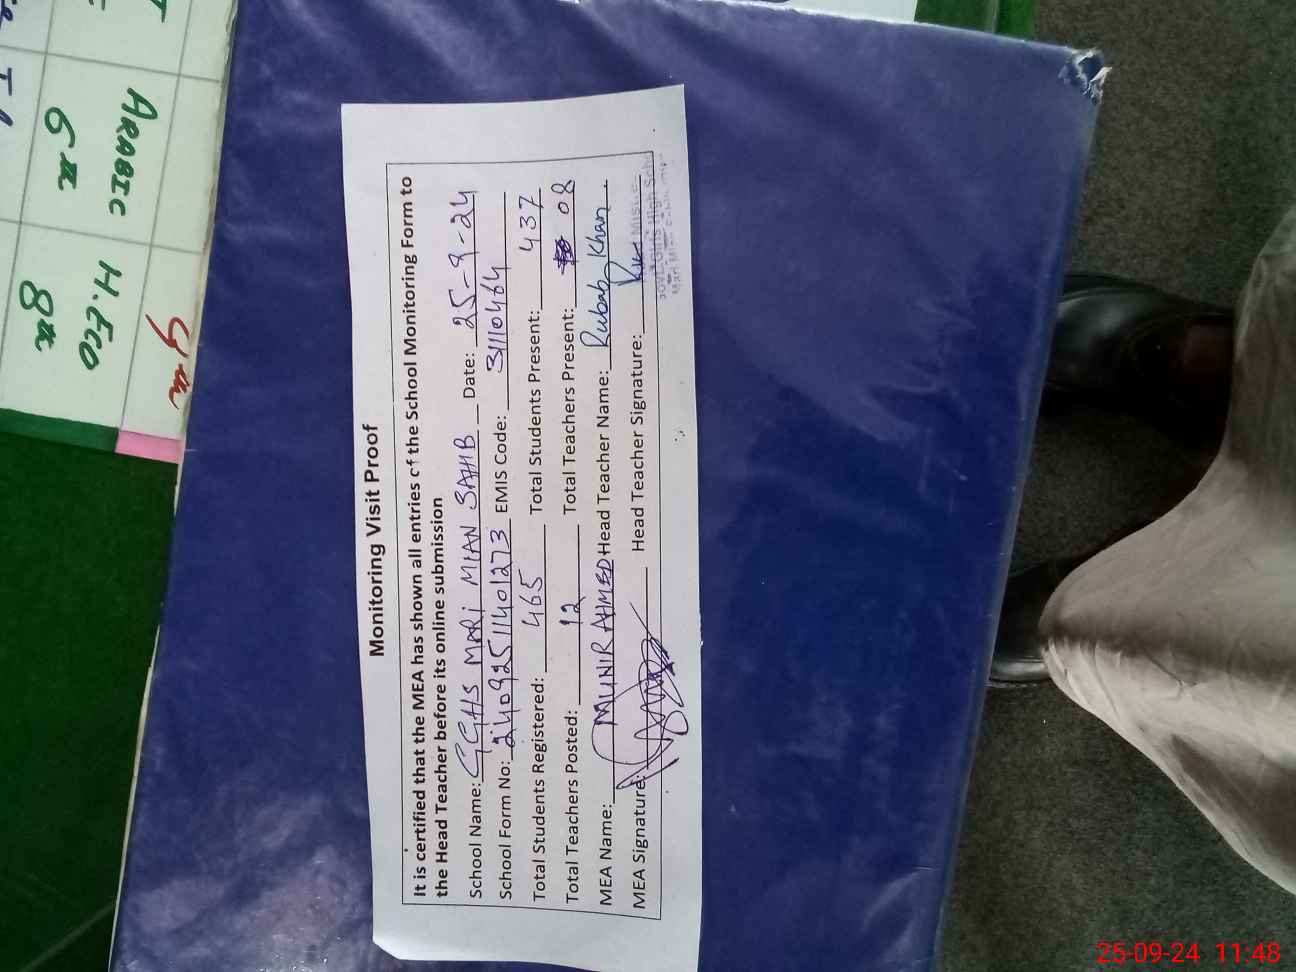 Monitoring Visit Proof
It is certified that the MEA has shown all entries of the School Monitoring Form to
the Head Teacher before its online submission
School Name: GGHS MARI MIAN SAHIB Date: 25-9-24
School Form No: 24092511401273 EMIS Code: 31110464
Total Students Registered: 465 Total Students Present: 437
Total Teachers Posted: 12 Total Teachers Present: 08
MEA Name: MUNIR AHMED Head Teacher Name: Rubab Khan
MEA Signature: Head Teacher Signature:
ARABIC H.ECO
6th 8th
9th
25-09-24 11:48